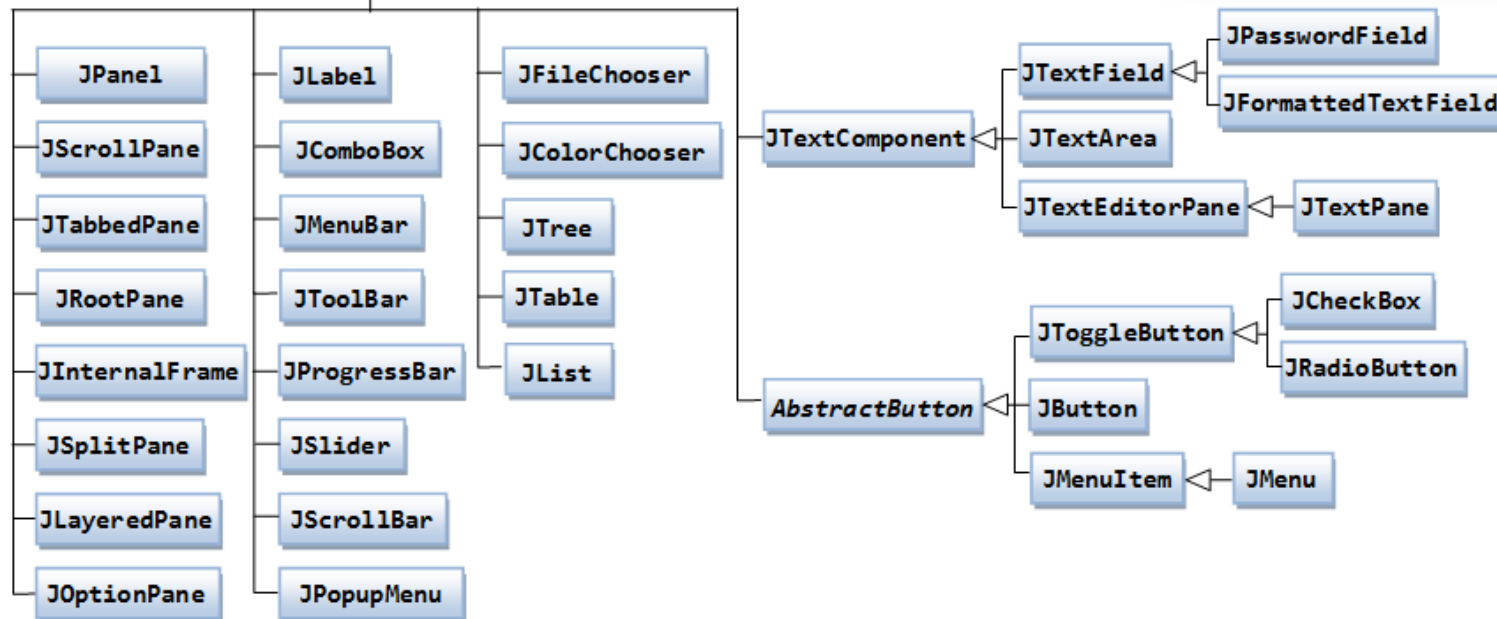 JPanel
JScrollPane
JTabbedPane
JRootPane
JInternalFrame
JSplitPane
JLayeredPane
JOptionPane
JLabel
JComboBox
JMenuBar
JToolBar
JProgressBar
JSlider
JScrollBar
JPopupMenu
JFileChooser
JColorChooser
JTree
JTable
JList
JTextComponent
JTextField
JPasswordField
JFormattedTextField
JTextArea
JTextEditorPane
JTextPane
AbstractButton
JToggleButton
JCheckBox
JRadioButton
JButton
JMenuItem
JMenu